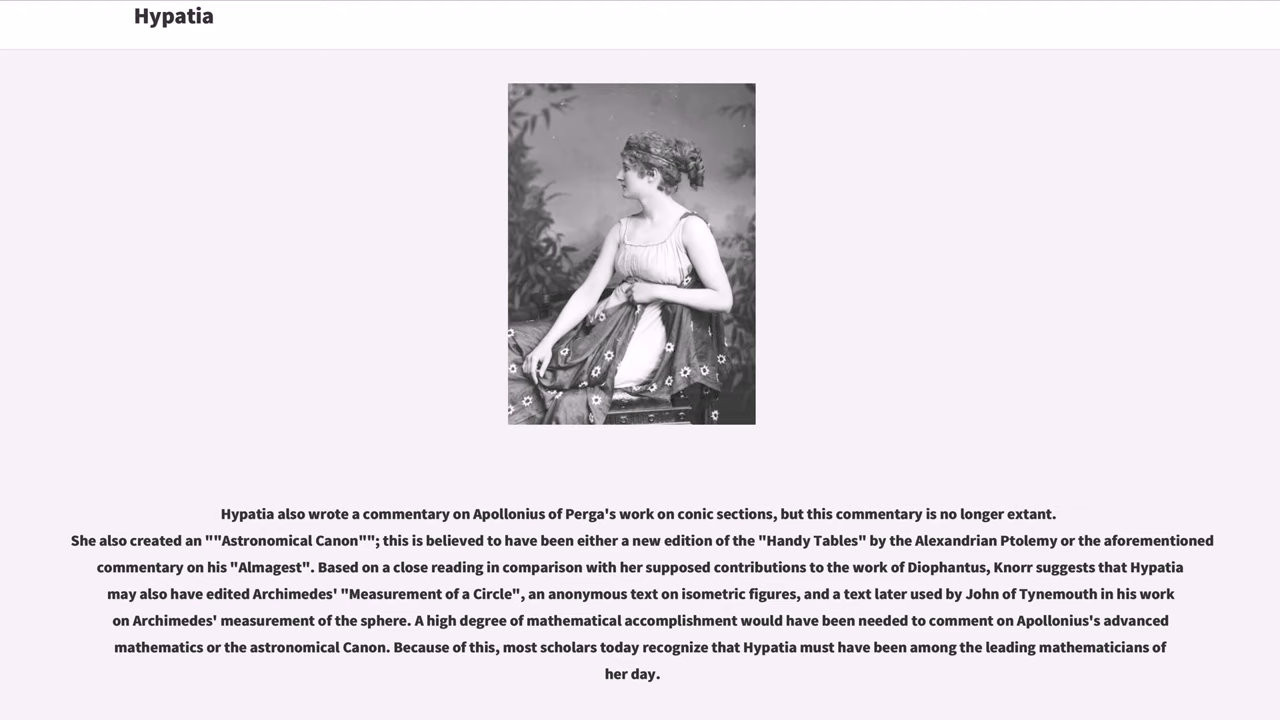 Hypatia
Hypatia also wrote a commentary on Apollonius of Perga's work on conic sections, but this commentary is no longer extant.
She also created an ""Astronomical Canon""; this is believed to have been either a new edition of the "Handy Tables" by the Alexandrian Ptolemy or the aforementioned
commentary on his "Almagest". Based on a close reading in comparison with her supposed contributions to the work of Diophantus, Knorr suggests that Hypatia
may also have edited Archimedes' "Measurement of a Circle", an anonymous text on isometric figures, and a text later used by John of Tynemouth in his work
on Archimedes' measurement of the sphere. A high degree of mathematical accomplishment would have been needed to comment on Apollonius's advanced
mathematics or the astronomical Canon. Because of this, most scholars today recognize that Hypatia must have been among the leading mathematicians of
her day.